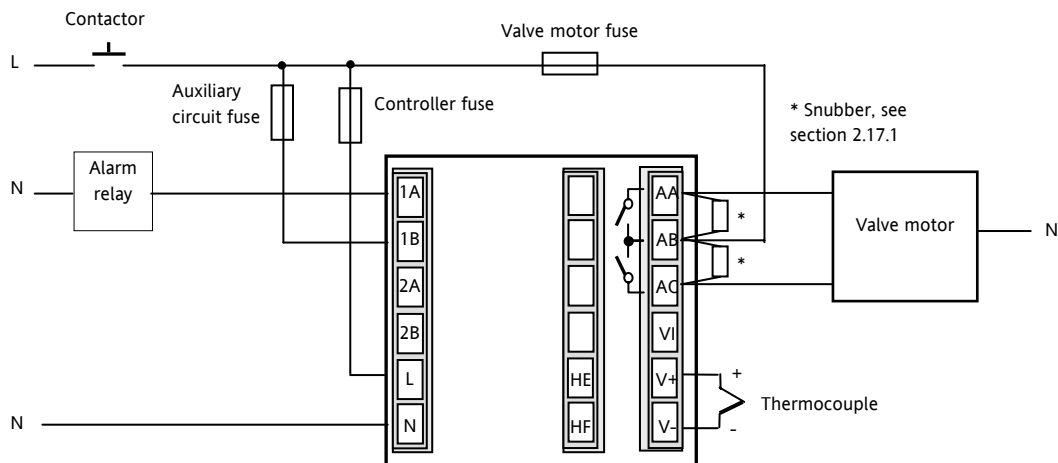 Contactor
Valve motor fuse
L
Auxiliary
circuit fuse
Controller fuse
* Snubber, see
section 2.17.1
N
Alarm
relay
1A
1B
2A
2B
L
N
HE
HF
AA
AB
AC
VI
V+
V-
*
*
Valve motor
N
+
-
Thermocouple
N